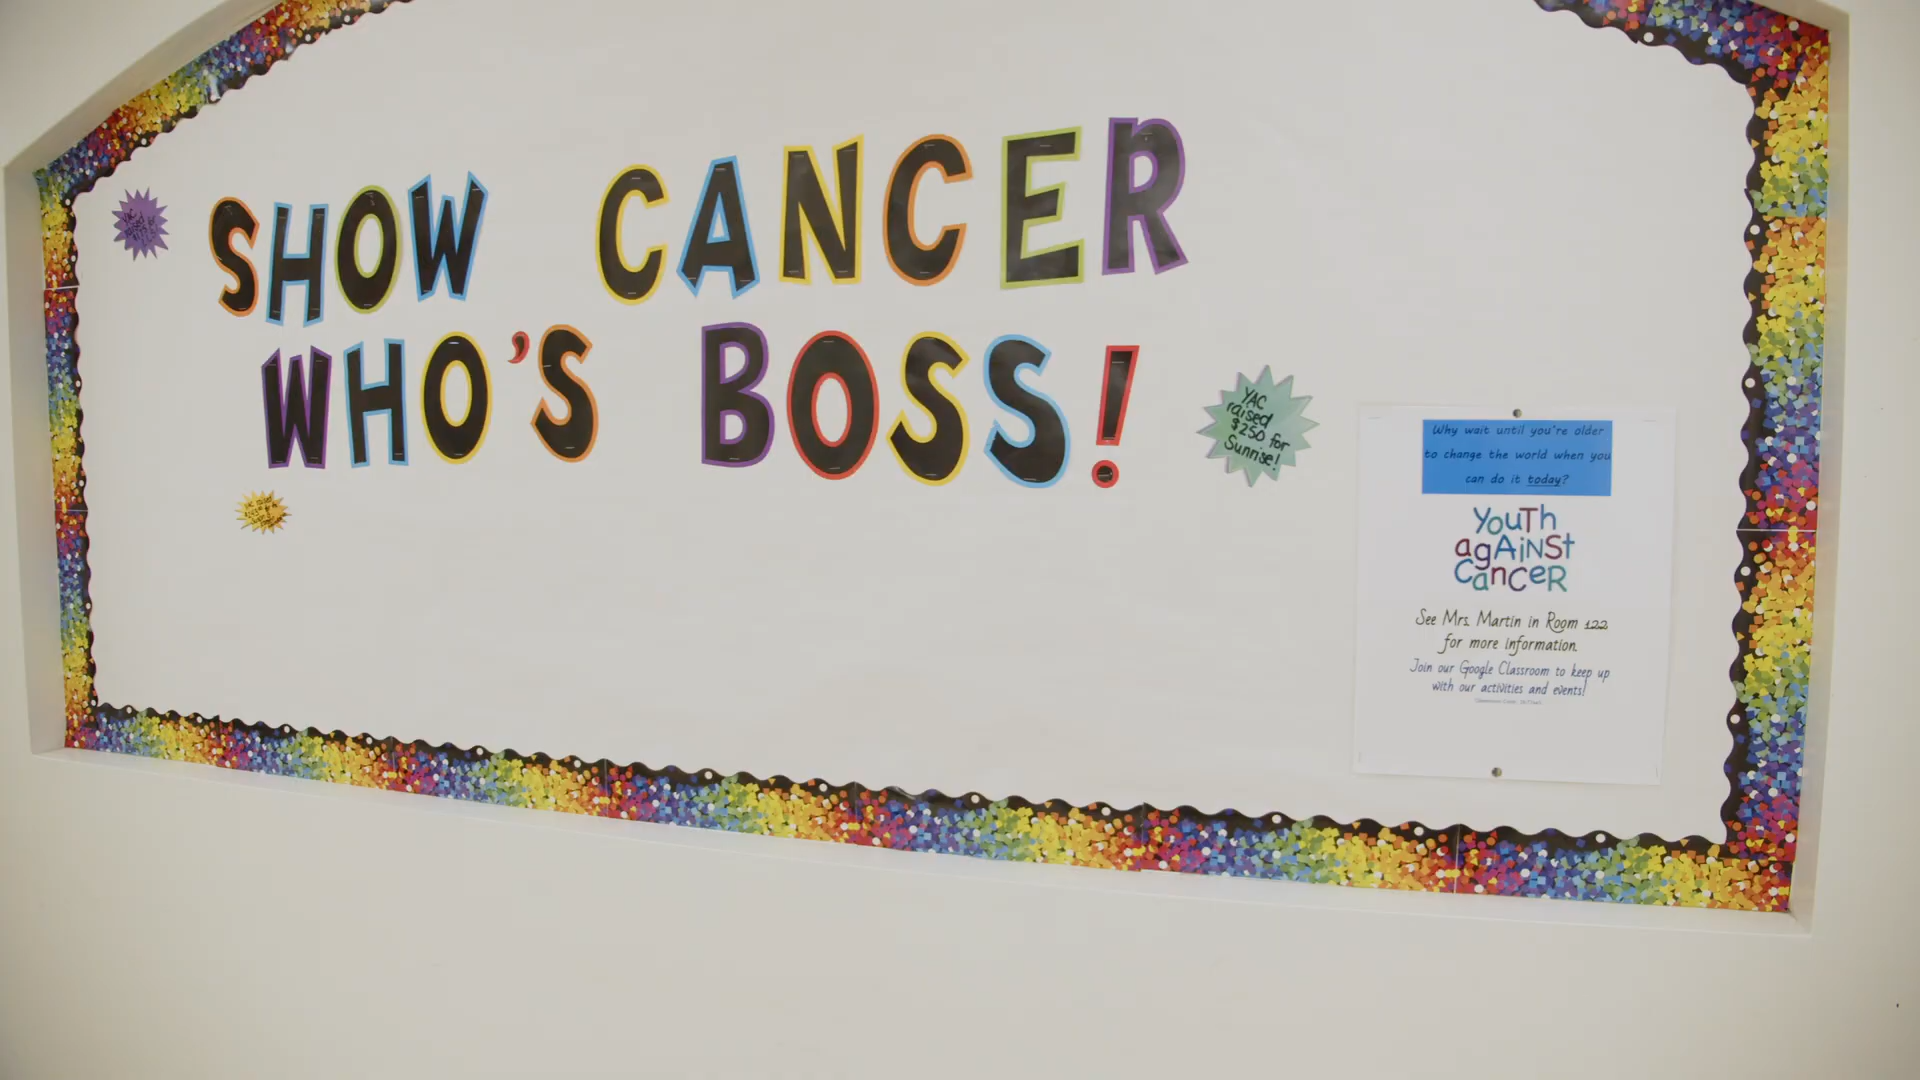 SHOW CANCER
WHO'S BOSS!
YAC
raised
$250 for
Sunrise!
Why wait until you're older
to change the world when you
can do it today?
YouTh
agAiNSt
CanceR
See Mrs. Martin in Room 122
for more information.
Join our Google Classroom to keep up
with our activities and events!